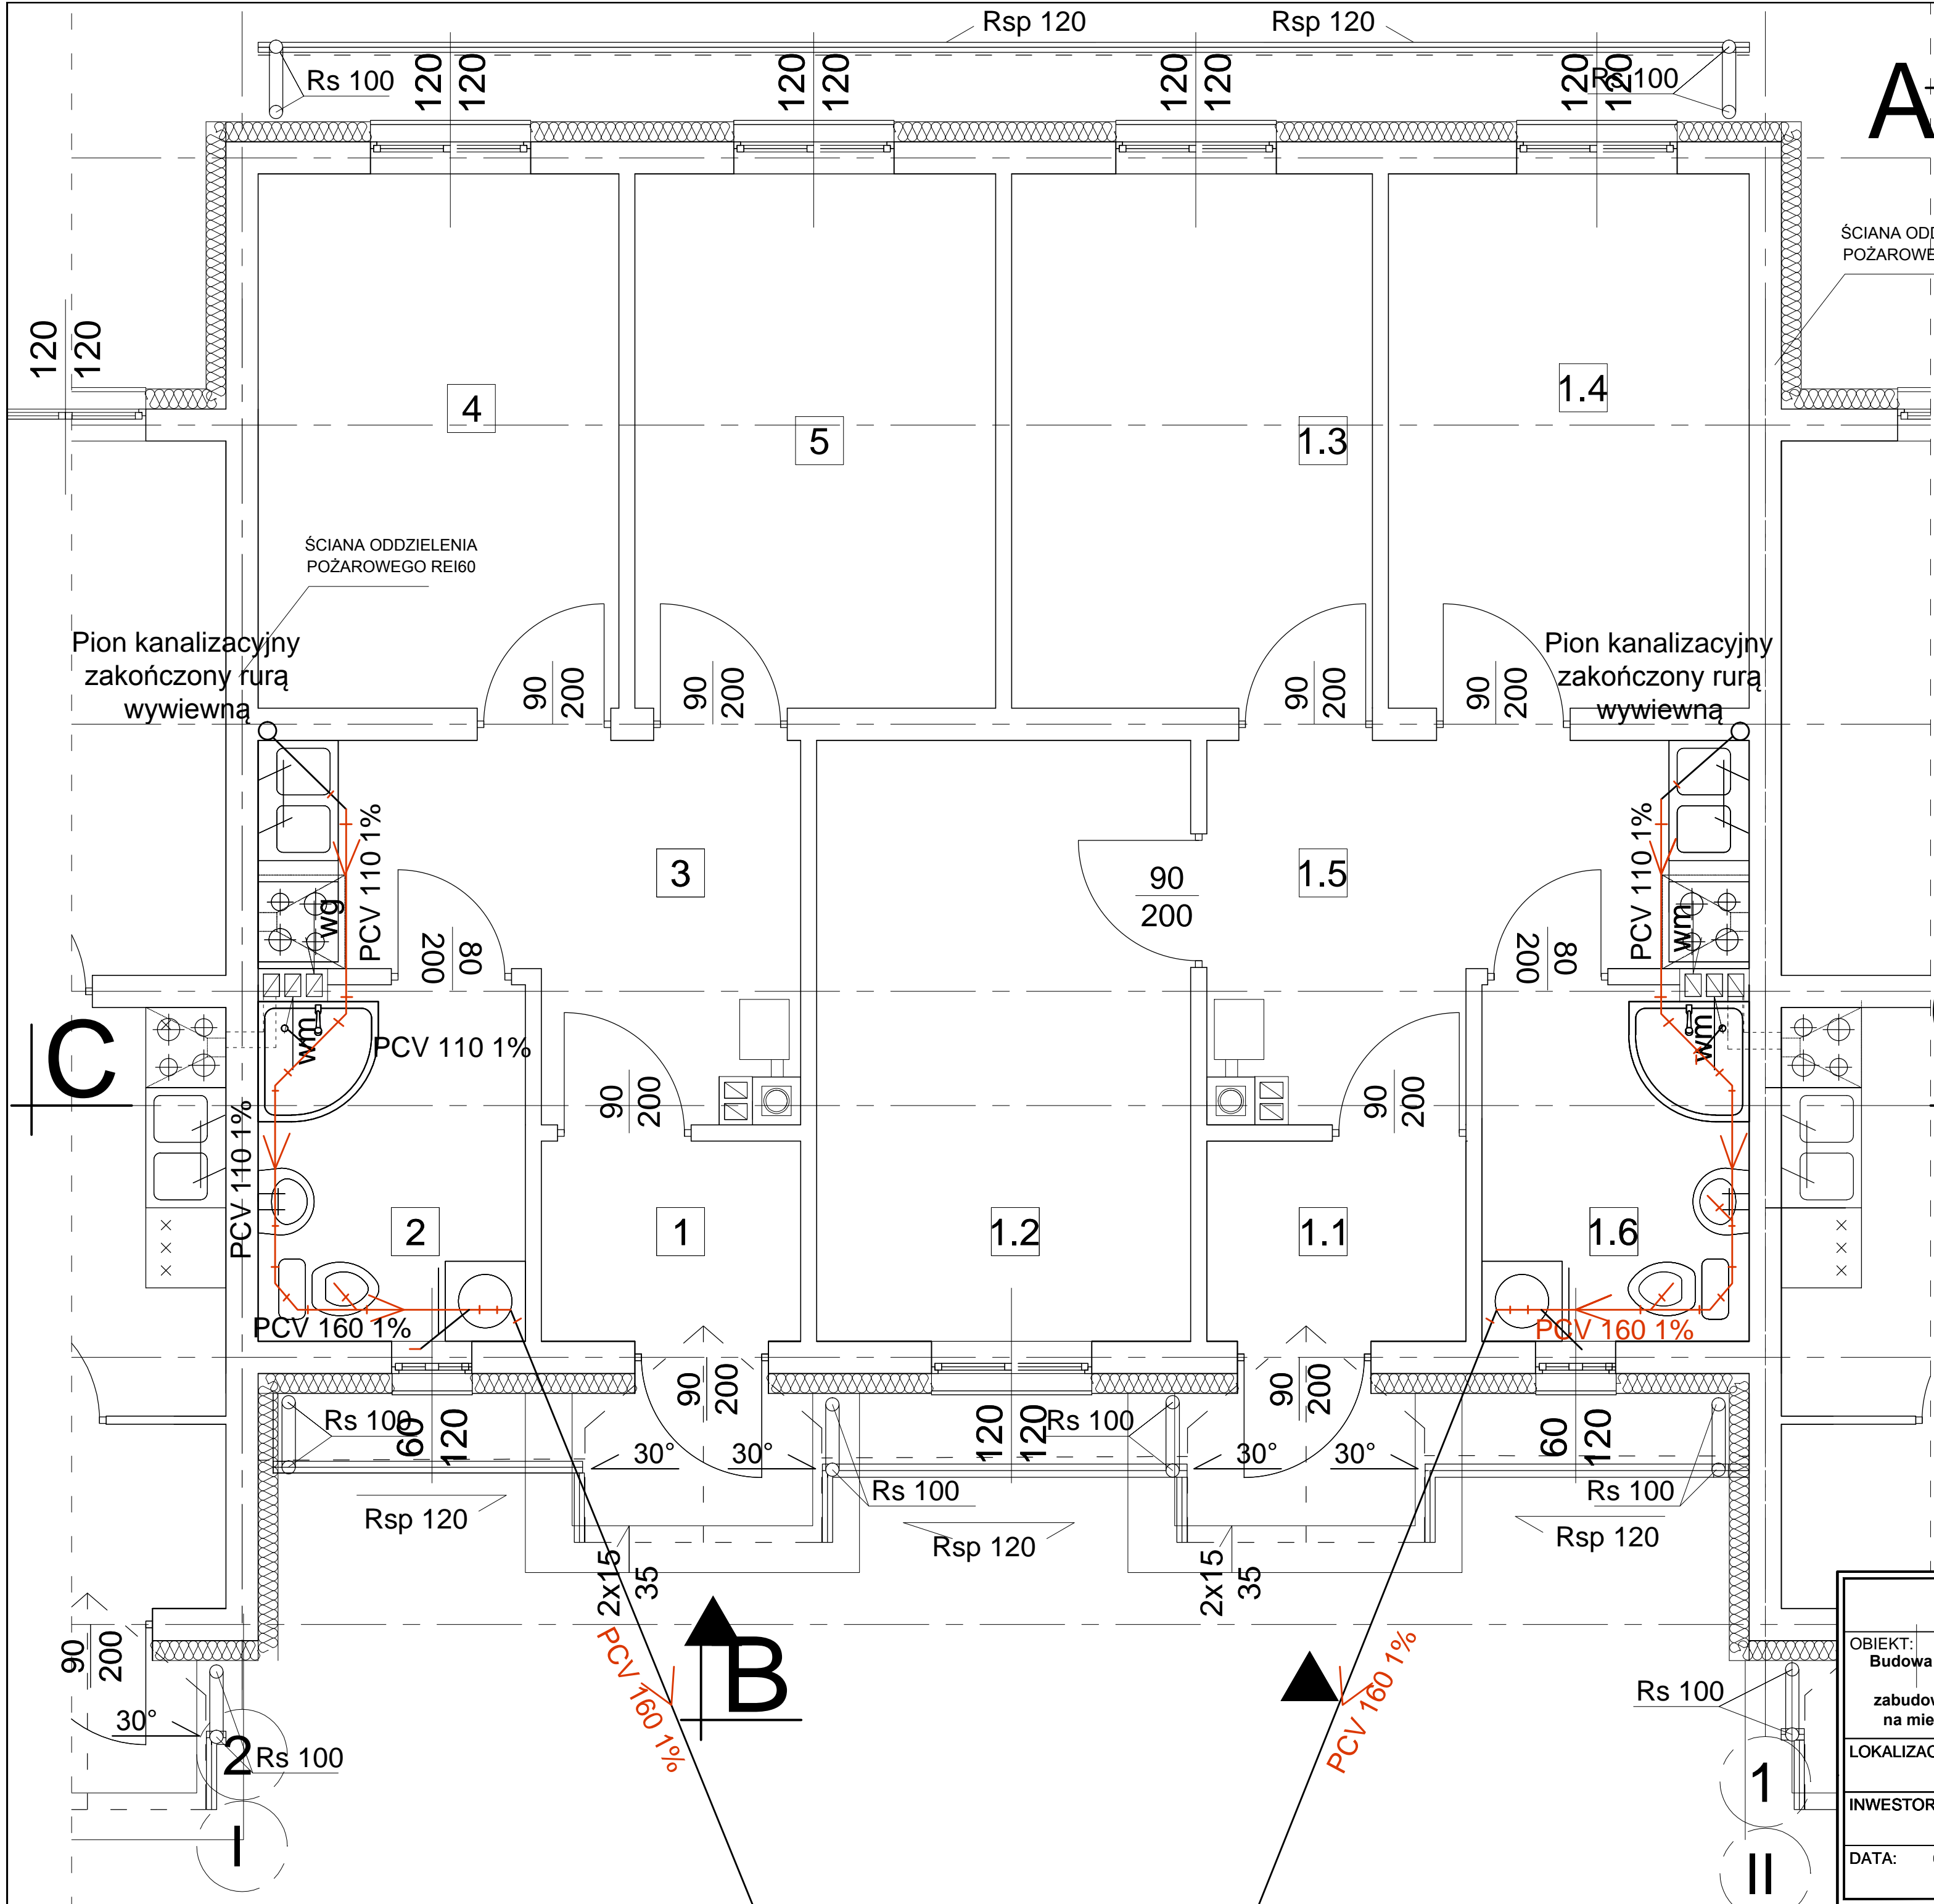 Rsp 120
Rsp 120
Rs 100
120
120
120
120
120
120
120
120
Rs 100
A
ŚCIANA
120
120
4
5
1.3
1.4
ŚCIANA ODDZIELENIA
POŻAROWEGO REI60
Pion kanalizacyjny
zakończony rurą
wywiewną
90
200
90
200
90
200
90
200
Pion kanalizacyjny
zakończony rurą
wywiewną
PCV 110 1%
wg
80
200
3
90
200
1.5
80
200
PCV 110 1%
wm
C
wm
PCV 110 1%
90
200
90
200
wm
PCV 110 1%
2
1
1.2
1.1
1.6
PCV 160 1%
PCV 160 1%
Rs 100
60
120
90
200
30°
30°
120
120
Rs 100
90
200
30°
30°
60
120
Rs 100
Rs 100
Rsp 120
Rsp 120
Rsp 120
2x15
35
2x15
35
90
200
PCV 160 1%
B
PCV 160 1%
30°
Rs 100
2
Rs 100
1
I
II
OBIEKT:
Budowa
na
DATA: